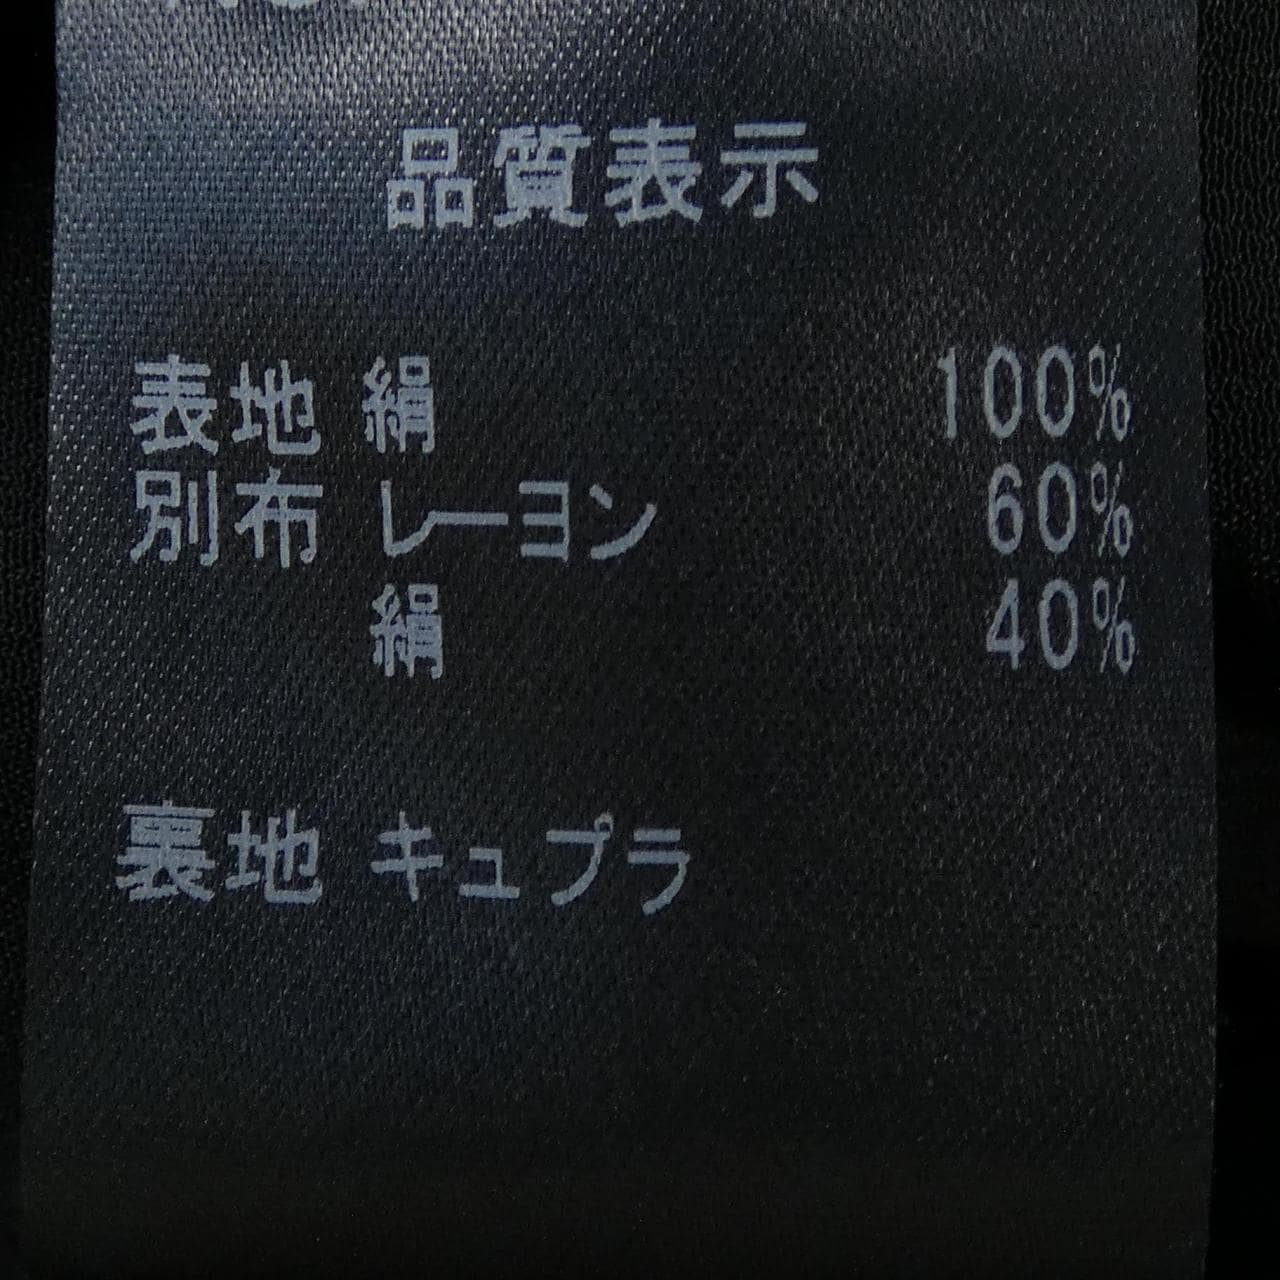 品質表示
表地 絹 100%
別布 レーヨン 60%
絹 40%
裏地 キュプラ